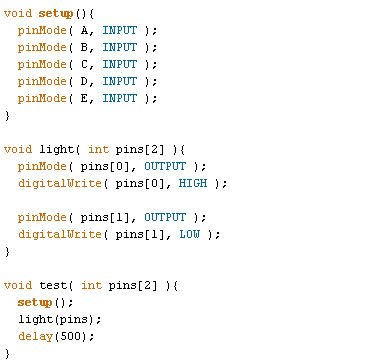 void setup(){
  pinMode( A, INPUT );
  pinMode( B, INPUT );
  pinMode( C, INPUT );
  pinMode( D, INPUT );
  pinMode( E, INPUT );
}

void light( int pins[2] ){
  pinMode( pins[0], OUTPUT );
  digitalWrite( pins[0], HIGH );

  pinMode( pins[1], OUTPUT );
  digitalWrite( pins[1], LOW );
}

void test( int pins[2] ){
  setup();
  light(pins);
  delay(500);
}